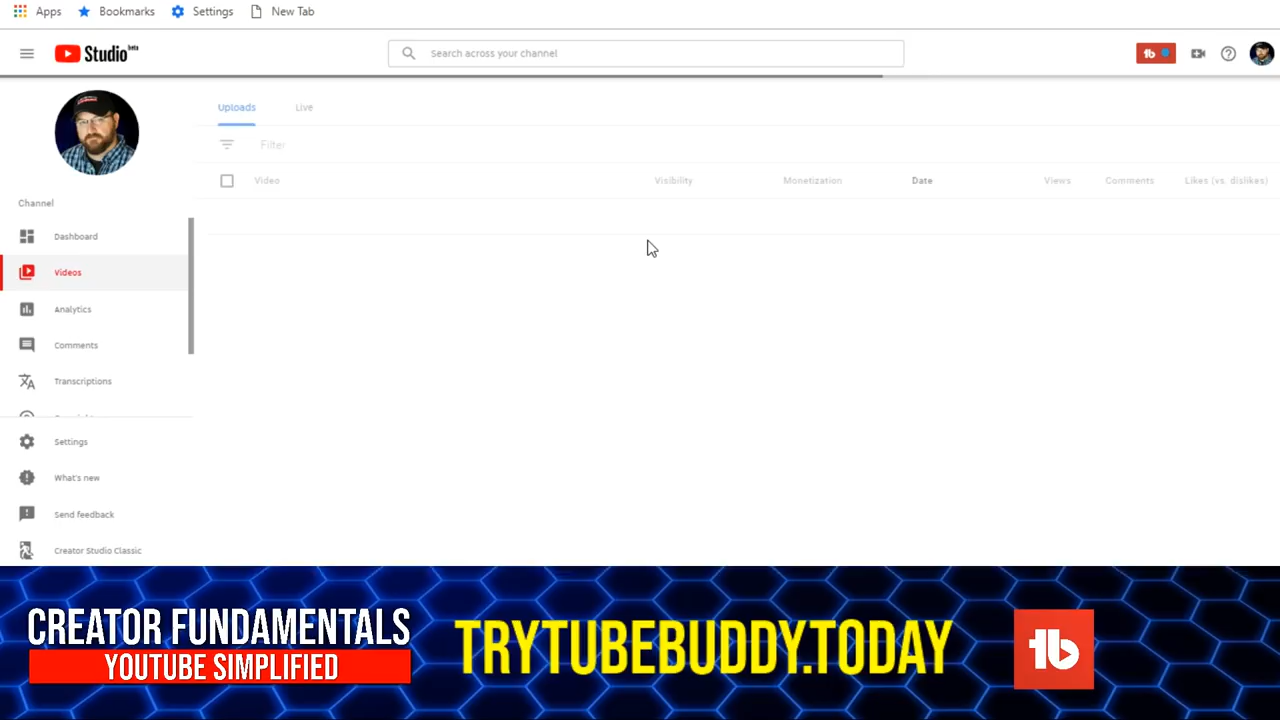 Apps Bookmarks Settings New Tab
Studio beta
Search across your channel
tb
Uploads Live
Filter
Video Visibility Monetization Date Views Comments Likes (vs. dislikes)
Channel
Dashboard
Videos
Analytics
Comments
Transcriptions
Settings
What's new
Send feedback
Creator Studio Classic
CREATOR FUNDAMENTALS
YOUTUBE SIMPLIFIED
TRYTUBEBUDDY.TODAY
tb